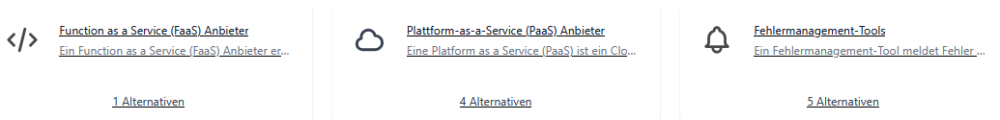 Function as a Service (FaaS) Anbieter
Ein Function as a Service (FaaS) Anbieter er...
1 Alternativen
Plattform-as-a-Service (PaaS) Anbieter
Eine Platform as a Service (PaaS) ist ein Clo...
4 Alternativen
Fehlermanagement-Tools
Ein Fehlermanagement-Tool meldet Fehler ...
5 Alternativen